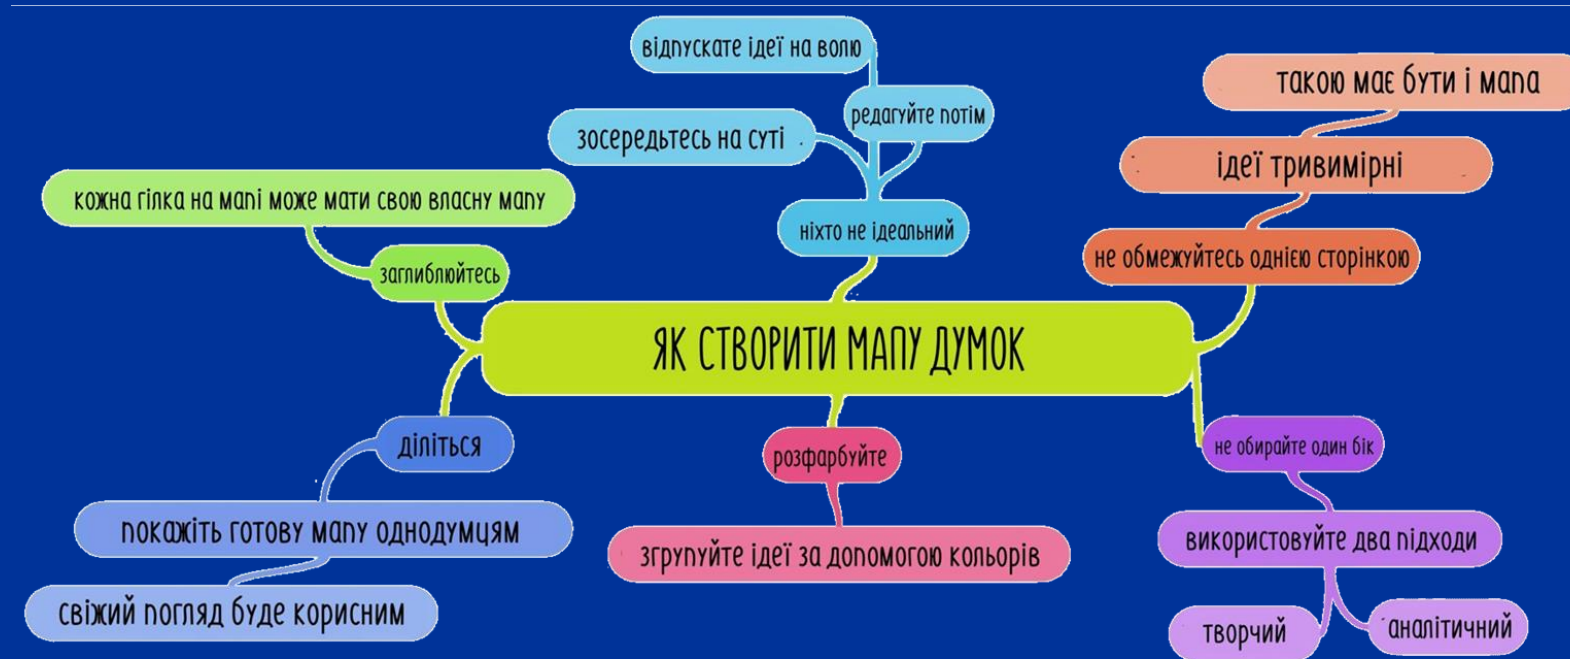 відпускате ідеї на волю
редагуйте потім
зосередьтесь на суті
ніхто не ідеальний
такою має бути і мапа
ідеї тривимірні
не обмежуйтесь однією сторінкою
кожна гілка на мапі може мати свою власну мапу
заглиблюйтесь
ЯК СТВОРИТИ МАПУ ДУМОК
діліться
покажіть готову мапу однодумцям
свіжий погляд буде корисним
розфарбуйте
згрупуйте ідеї за допомогою кольорів
не обирайте один бік
використовуйте два підходи
творчий
аналітичний